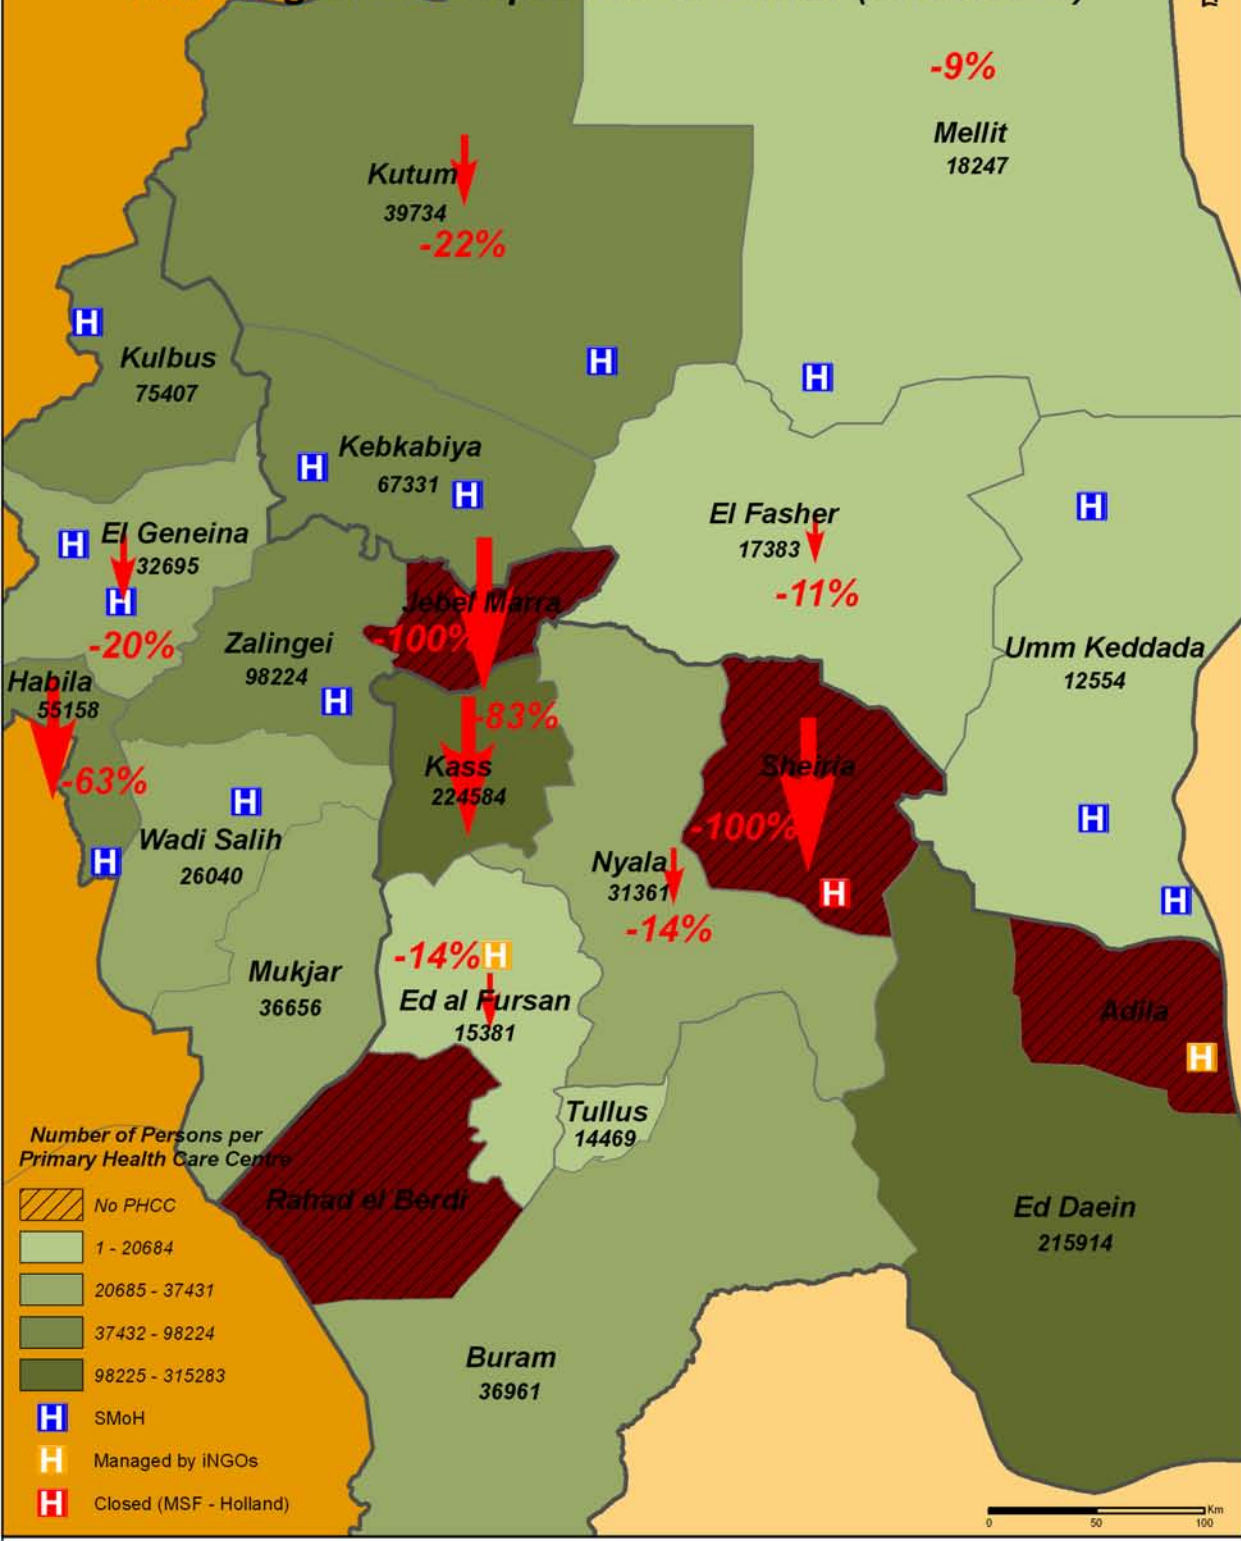 -9%
Mellit
18247
Kutum
39734
-22%
H
Kulbus
75407
H
H
Kebkabiya
67331
H
H
El Fasher
17383
-11%
H
El Geneina
32695
H
H
-20%
Jebel Marra
-100%
Zalingei
98224
H
Umm Keddada
12554
H
H
Habila
55158
-63%
-83%
Kass
224584
Sheiria
-100%
H
H
Wadi Salih
26040
H
Nyala
31361
-14%
H
-14%
H
Ed al Fursan
15381
Mukjar
36656
Adila
H
Tullus
14469
Rahad el Berdi
Ed Daein
215914
Buram
36961
Number of Persons per
Primary Health Care Centre
No PHCC
1 - 20684
20685 - 37431
37432 - 98224
98225 - 315283
H SMoH
H Managed by iNGOs
H Closed (MSF - Holland)
Km
0 50 100